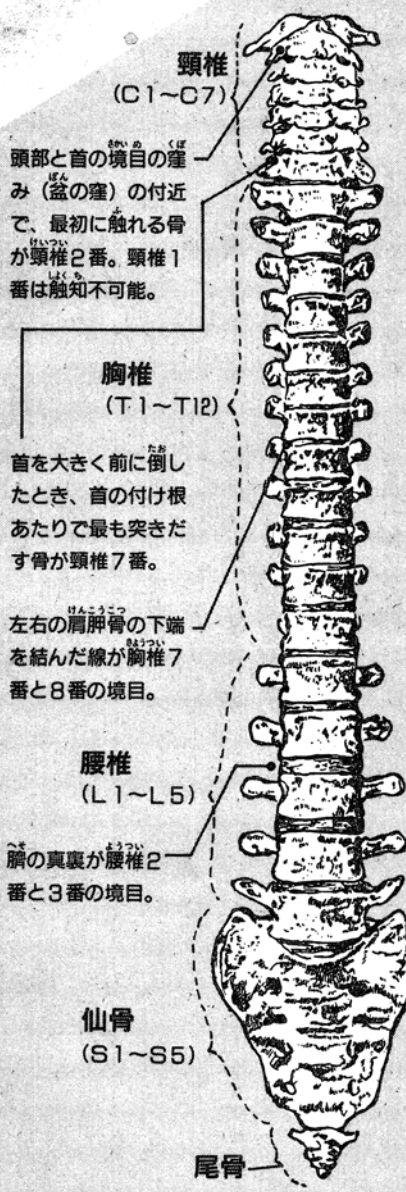 頸椎
(C1~C7)
頭部と首の境目の窪
み(盆の窪)の付近
で、最初に触れる骨
が頸椎2番。頸椎1
番は触知不可能。
胸椎
(T1~T12)
首を大きく前に倒し
たとき、首の付け根
あたりで最も突きだ
す骨が頸椎7番。
左右の肩胛骨の下端
を結んだ線が胸椎7
番と8番の境目。
腰椎
(L1~L5)
臍の真裏が腰椎2
番と3番の境目。
仙骨
(S1~S5)
尾骨